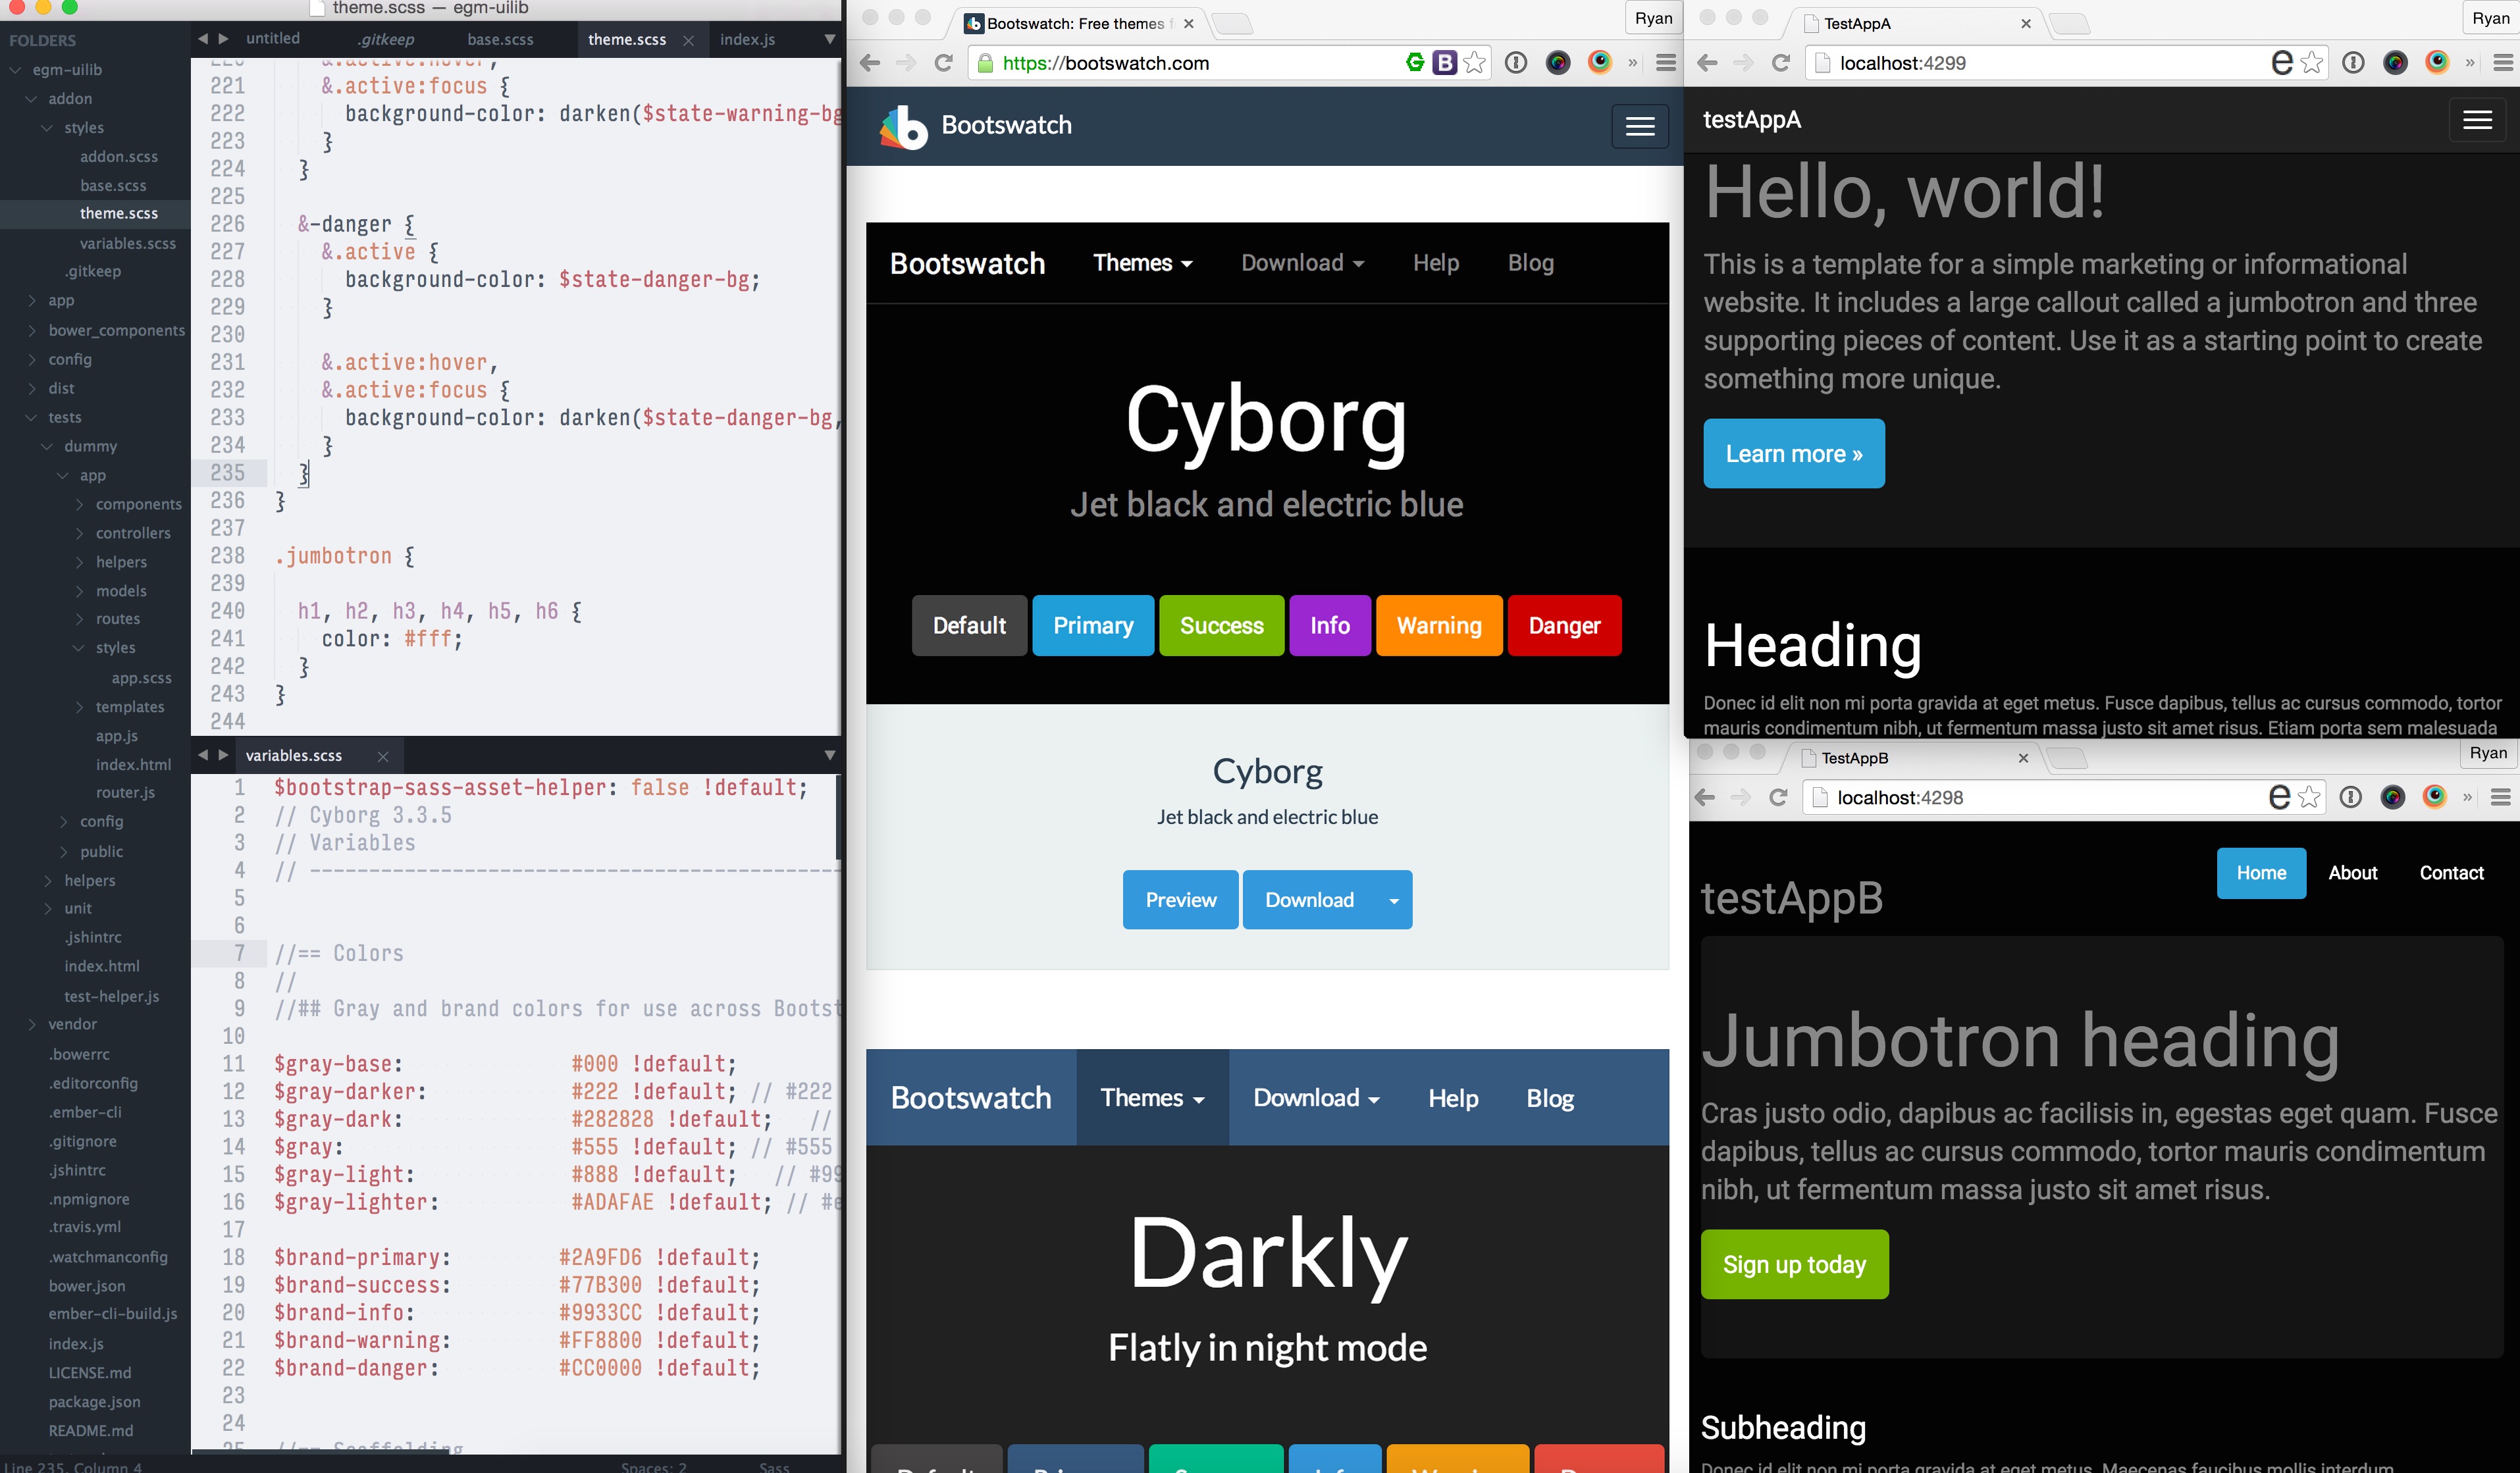 theme.scss — egm-uilib
FOLDERS
egm-uilib
addon
styles
addon.scss
base.scss
theme.scss
variables.scss
.gitkeep
app
bower_components
config
dist
tests
dummy
app
components
controllers
helpers
models
routes
styles
app.scss
templates
app.js
index.html
router.js
config
public
helpers
unit
.jshintrc
index.html
test-helper.js
vendor
.bowerrc
.editorconfig
.ember-cli
.gitignore
.jshintrc
.npmignore
.travis.yml
.watchmanconfig
bower.json
ember-cli-build.js
index.js
LICENSE.md
package.json
README.md
untitled .gitkeep base.scss theme.scss index.js
220 &.active:hover,
221 &.active:focus {
222 background-color: darken($state-warning-bg
223 }
224 }
225
226 &-danger {
227 &.active {
228 background-color: $state-danger-bg;
229 }
230
231 &.active:hover,
232 &.active:focus {
233 background-color: darken($state-danger-bg,
234 }
235 }
236 }
237
238 .jumbotron {
239
240 h1, h2, h3, h4, h5, h6 {
241 color: #fff;
242 }
243 }
244
variables.scss
1 $bootstrap-sass-asset-helper: false !default;
2 // Cyborg 3.3.5
3 // Variables
4 // --------------------------------------------
5
6
7 //== Colors
8 //
9 //## Gray and brand colors for use across Bootst
10
11 $gray-base: #000 !default;
12 $gray-darker: #222 !default; // #222
13 $gray-dark: #282828 !default; //
14 $gray: #555 !default; // #555
15 $gray-light: #888 !default; // #99
16 $gray-lighter: #ADAFAE !default; // #e
17
18 $brand-primary: #2A9FD6 !default;
19 $brand-success: #77B300 !default;
20 $brand-info: #9933CC !default;
21 $brand-warning: #FF8800 !default;
22 $brand-danger: #CC0000 !default;
23
24
25 //== Scaffolding
Line 235, Column 4 Spaces: 2 Sass
Bootswatch: Free themes f
Ryan
https://bootswatch.com
Bootswatch
Bootswatch Themes Download Help Blog
Cyborg
Jet black and electric blue
Default Primary Success Info Warning Danger
Cyborg
Jet black and electric blue
Preview Download
Bootswatch Themes Download Help Blog
Darkly
Flatly in night mode
TestAppA
Ryan
localhost:4299
testAppA
Hello, world!
This is a template for a simple marketing or informational
website. It includes a large callout called a jumbotron and three
supporting pieces of content. Use it as a starting point to create
something more unique.
Learn more »
Heading
Donec id elit non mi porta gravida at eget metus. Fusce dapibus, tellus ac cursus commodo, tortor
mauris condimentum nibh, ut fermentum massa justo sit amet risus. Etiam porta sem malesuada
TestAppB
Ryan
localhost:4298
Home About Contact
testAppB
Jumbotron heading
Cras justo odio, dapibus ac facilisis in, egestas eget quam. Fusce
dapibus, tellus ac cursus commodo, tortor mauris condimentum
nibh, ut fermentum massa justo sit amet risus.
Sign up today
Subheading
Donec id elit non mi porta gravida at eget metus. Maecenas faucibus mollis interdum.